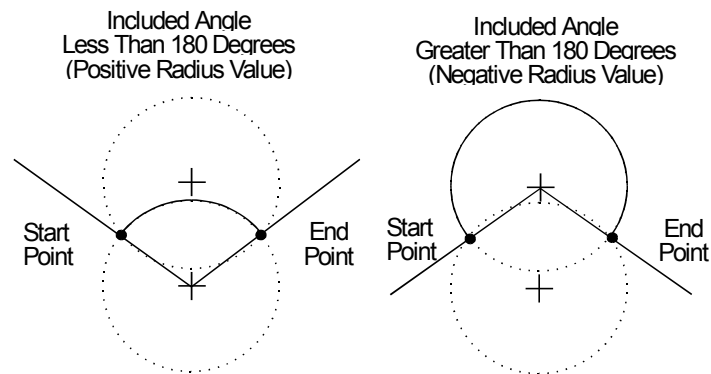 Included Angle
Less Than 180 Degrees
(Positive Radius Value)
Included Angle
Greater Than 180 Degrees
(Negative Radius Value)
Start
Point
End
Point
Start
Point
End
Point